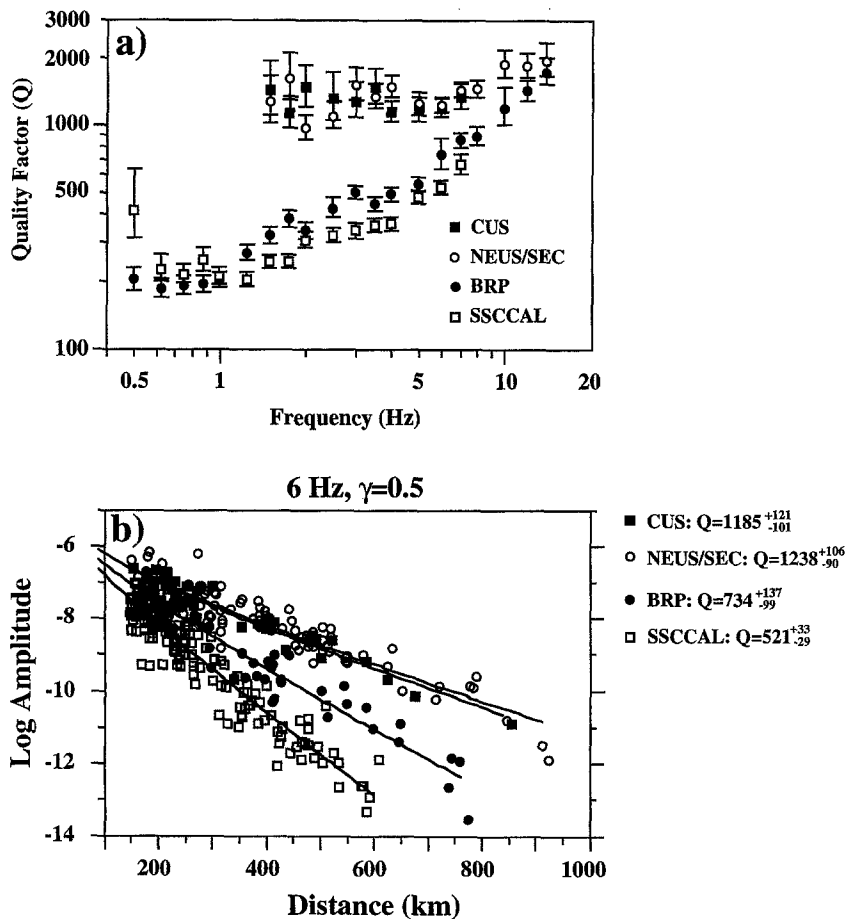 a)
3000
2000
1000
500
100
Quality Factor (Q)
CUS
NEUS/SEC
BRP
SSCCAL
0.5 1 5 10 20
Frequency (Hz)
6 Hz, γ=0.5
b)
-6
-8
-10
-12
-14
Log Amplitude
200 400 600 800 1000
Distance (km)
CUS: Q=1185 +121 -101
NEUS/SEC: Q=1238 +106 -90
BRP: Q=734 +137 -99
SSCCAL: Q=521 +33 -29